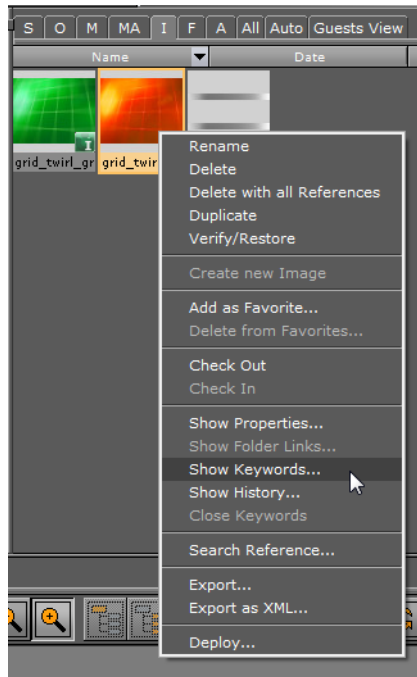 S O M MA I F A All Auto Guests View
Name Date
I
grid_twirl_gr grid_twir
Rename
Delete
Delete with all References
Duplicate
Verify/Restore
Create new Image
Add as Favorite...
Delete from Favorites...
Check Out
Check In
Show Properties...
Show Folder Links...
Show Keywords...
Show History...
Close Keywords
Search Reference...
Export...
Export as XML...
Deploy...